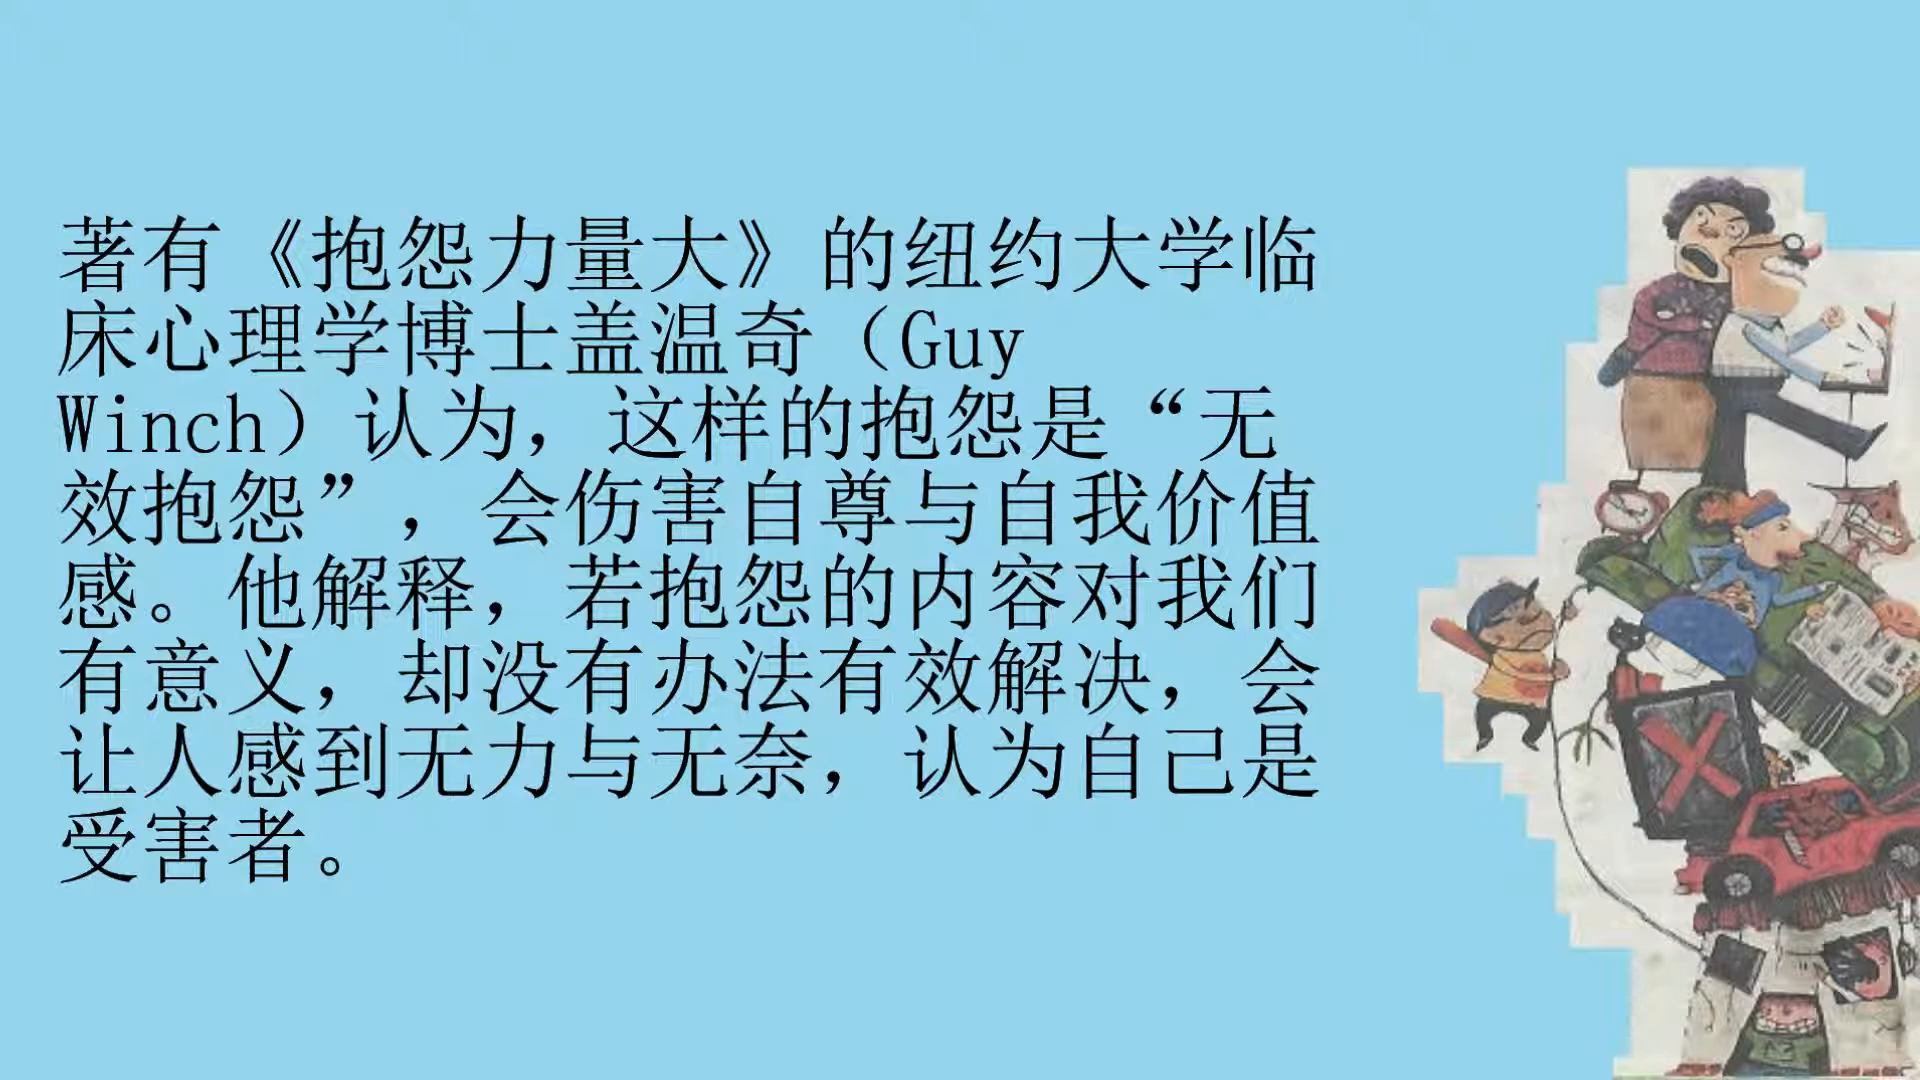 著有《抱怨力量大》的纽约大学临
床心理学博士盖温奇（Guy
Winch）认为，这样的抱怨是“无
效抱怨”，会伤害自尊与自我价值
感。他解释，若抱怨的内容对我们
有意义，却没有办法有效解决，会
让人感到无力与无奈，认为自己是
受害者。